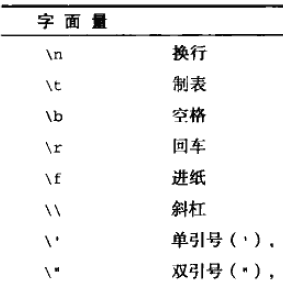 字面量
\n 换行
\t 制表
\b 空格
\r 回车
\f 进纸
\\ 斜杠
\' 单引号（'），
\" 双引号（"），